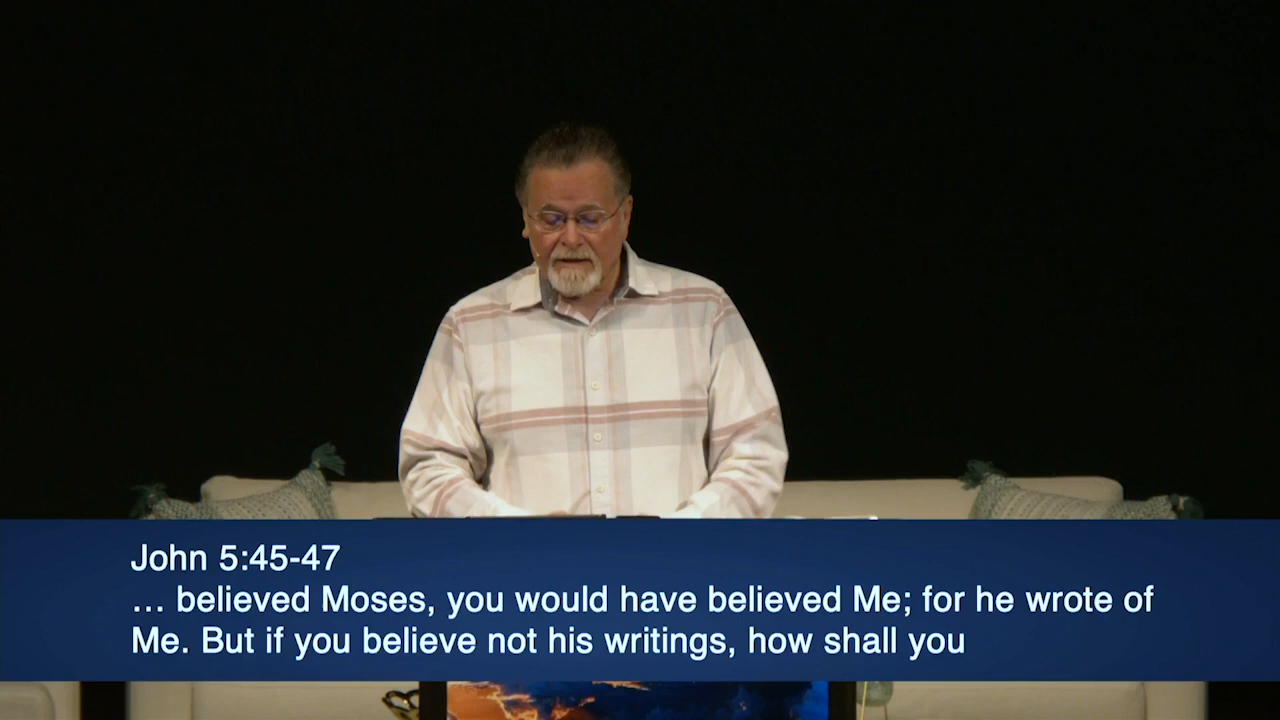 John 5:45-47
… believed Moses, you would have believed Me; for he wrote of
Me. But if you believe not his writings, how shall you